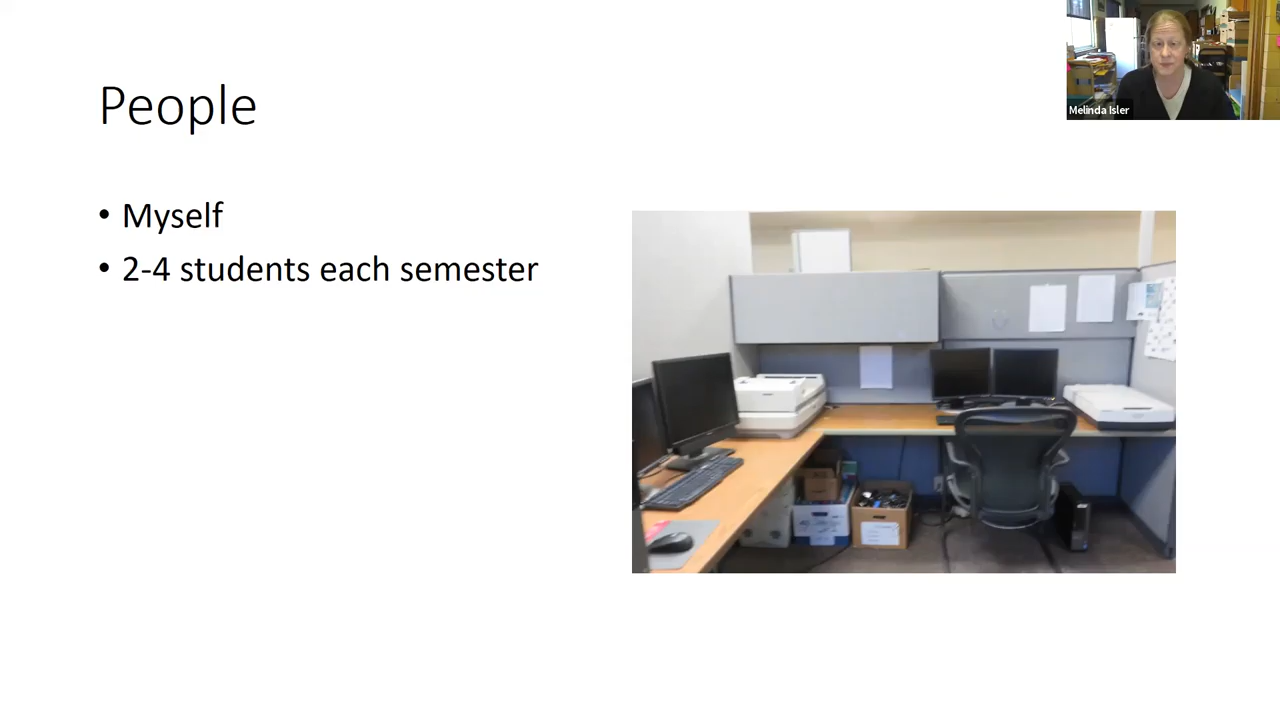 People
• Myself
• 2-4 students each semester
Melinda Isler